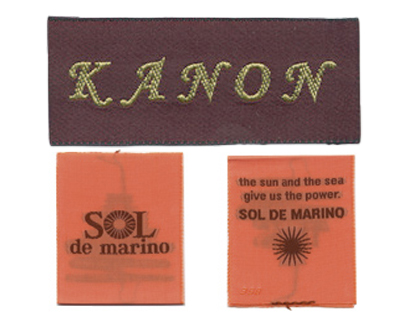 KANON
SOL
de marino
the sun and the sea
give us the power.
SOL DE MARINO